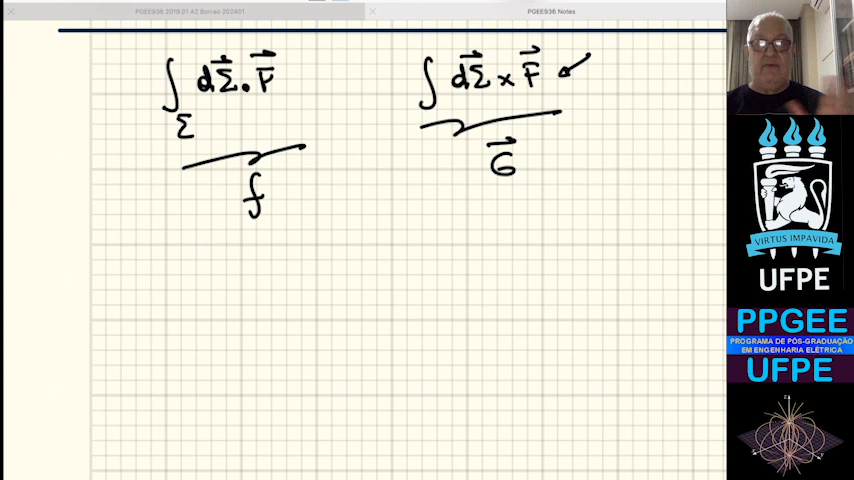 PGEE936 2019.01 A2 Borrao 202401
PGEE936 Notes
∫_Σ dΣ⃗ · F⃗
∫ dΣ⃗ × F⃗
f
G⃗
VIRTUS IMPAVIDA
UFPE
PPGEE
PROGRAMA DE PÓS-GRADUAÇÃO
EM ENGENHARIA ELÉTRICA
UFPE